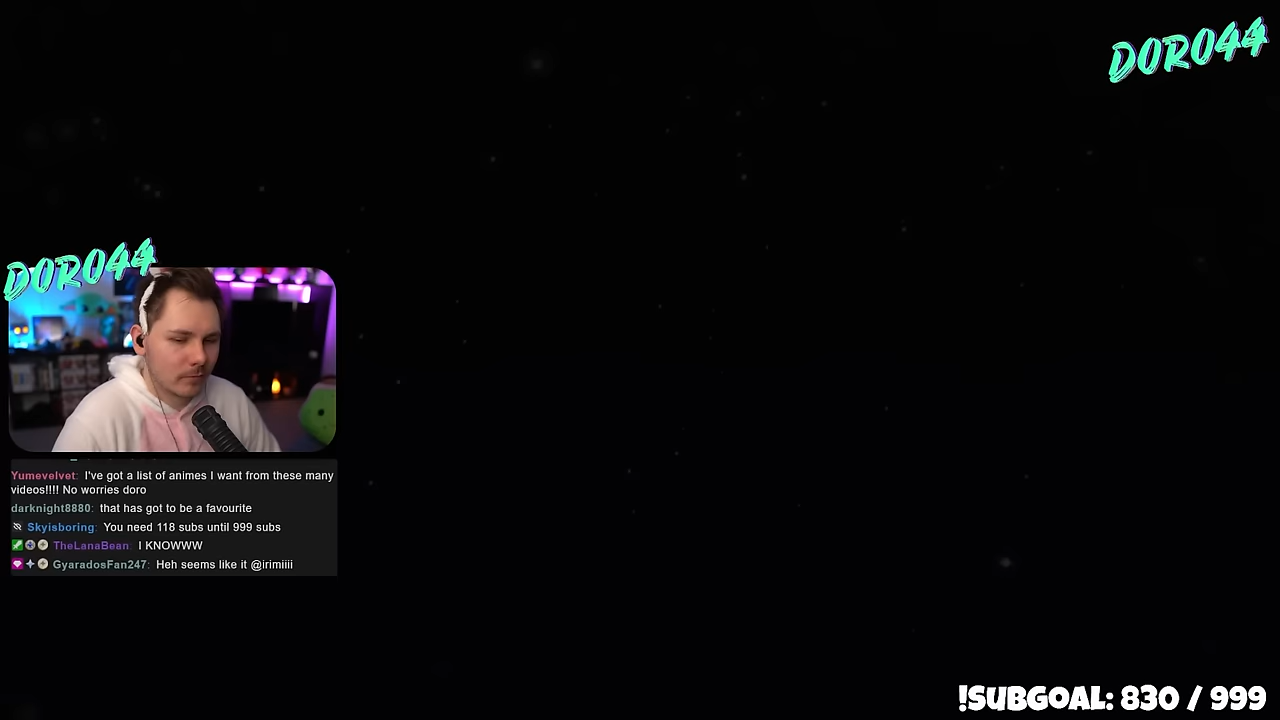 DORO44
DORO44
Yumevelvet: I've got a list of animes I want from these many
videos!!!! No worries doro
darknight8880: that has got to be a favourite
Skyisboring: You need 118 subs until 999 subs
TheLanaBean: I KNOWWW
GyaradosFan247: Heh seems like it @irimiiii
!SUBGOAL: 830 / 999